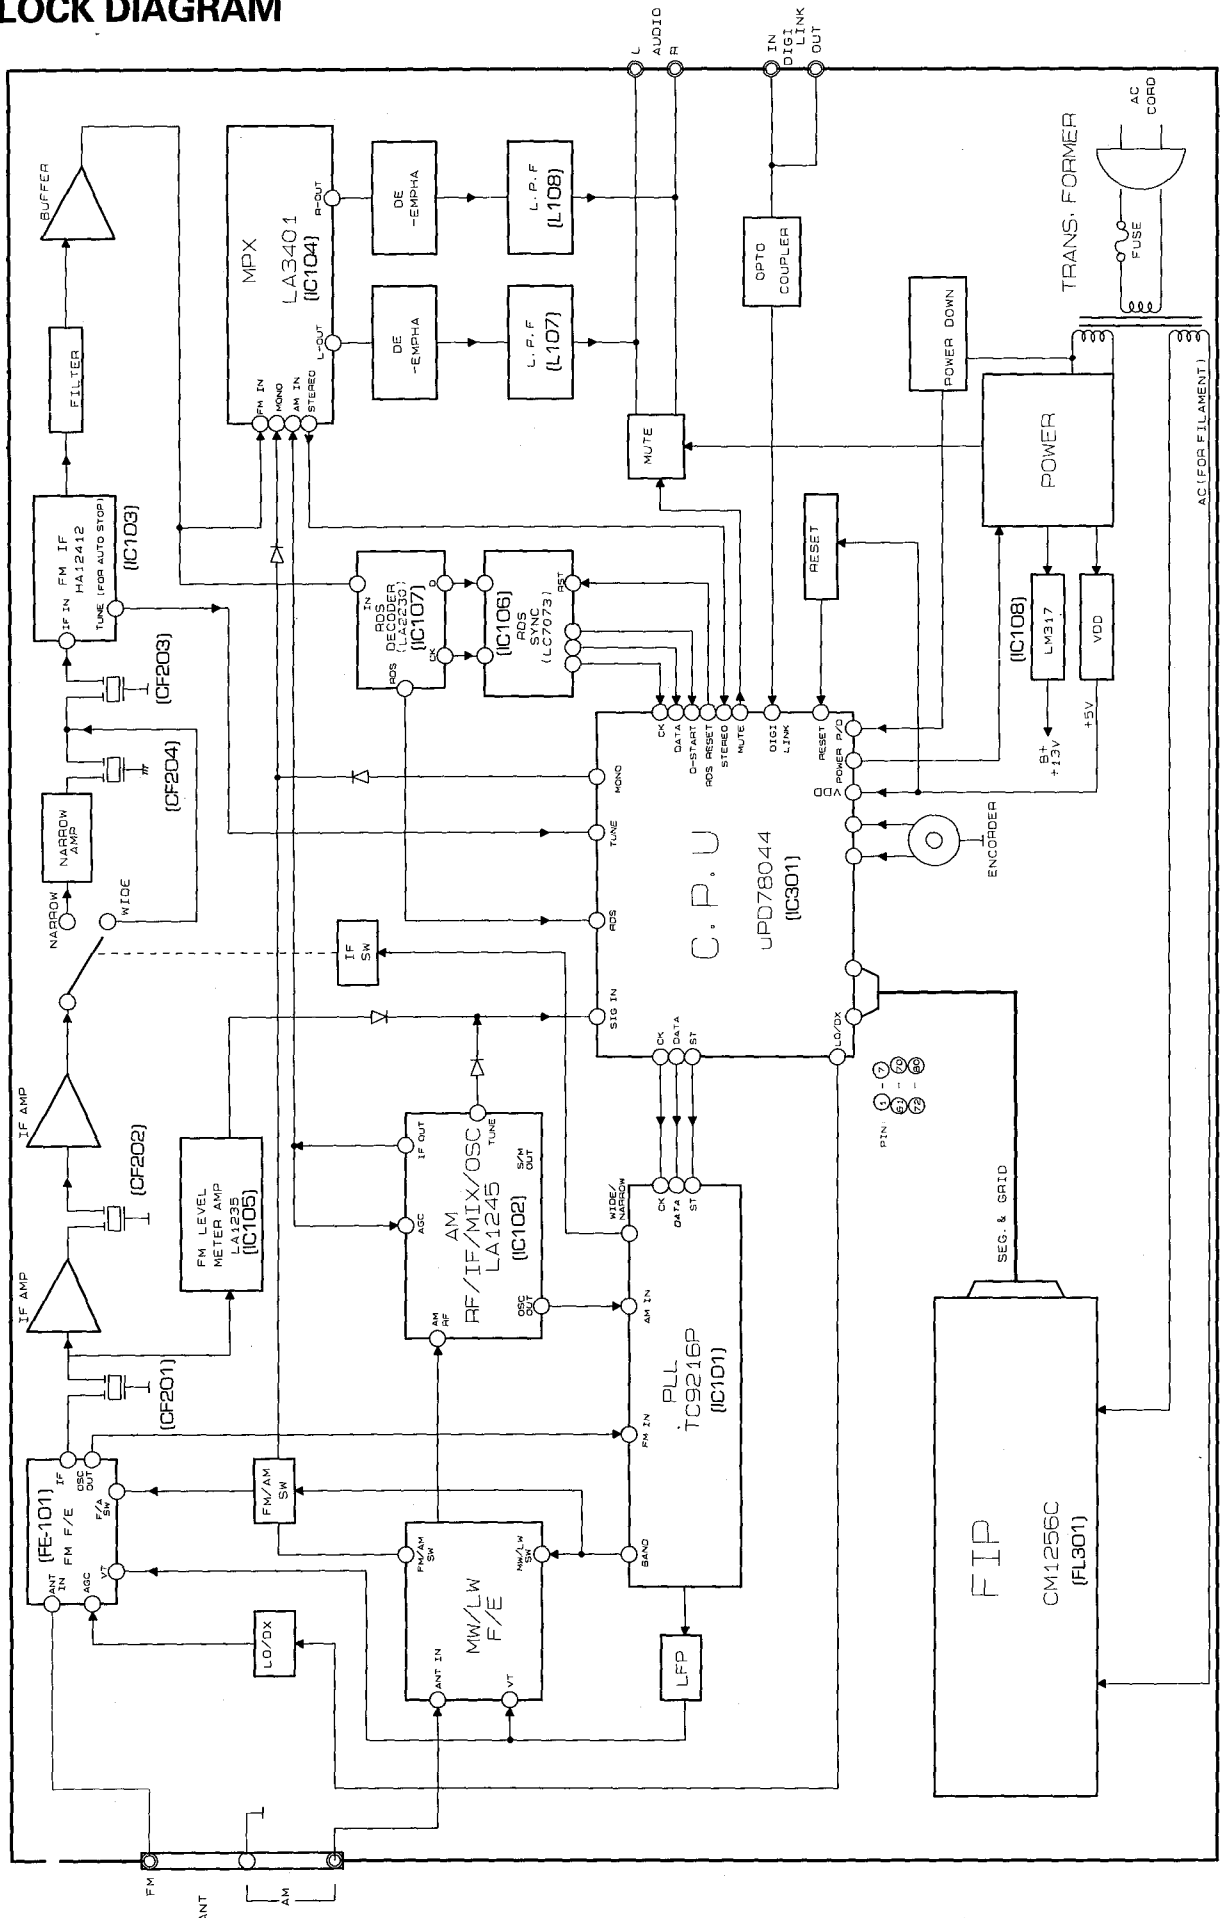 LOCK DIAGRAM
BUFFER
FILTER
FM IF
HA12412
IF IN
TUNE (FOR AUTO STOP)
(IC103)
(CF203)
(CF204)
NARROW
AMP
NARROW
WIDE
IF AMP
(CF202)
IF AMP
(CF201)
(FE-101)
FM F/E
IF
OSC
OUT
F/A
SW
VT
AGC
ANT
IN
FM LEVEL
METER AMP
LA1235
(IC105)
MPX
LA3401
(IC104)
R-OUT
L-OUT
FM IN
MONO
AM IN
STEREO
DE
-EMPHA
L.P.F
(L108)
DE
-EMPHA
L.P.F
(L107)
L
AUDIO
R
IN
DIGI
LINK
OUT
OPTO
COUPLER
MUTE
IN
RDS
DECODER
(LA2230)
(IC107)
D
CK
RDS
(IC106)
RDS
SYNC
(LC7073)
RST
IF
SW
AM
RF/IF/MIX/OSC
LA1245
(IC102)
IF OUT
TUNE
S/M
OUT
AGC
AM
RF
OSC
OUT
FM/AM
SW
LO/DX
MW/LW
F/E
FM/AM
SW
MW/LW
SW
ANT IN
VT
LFP
PLL
TC9216P
(IC101)
WIDE/
NARROW
AM IN
FM IN
BAND
CK
DATA
ST
C.P.U
uPD78044
(IC301)
CK
DATA
D-START
RDS RESET
STEREO
MUTE
DIGI
LINK
RESET
P/D
POWER
VDD
MONO
TUNE
RDS
SIG IN
CK
DATA
ST
LO/DX
RESET
POWER DOWN
POWER
(IC108)
LM317
VDD
B+
+13V
+5V
ENCORDER
TRANS.FORMER
FUSE
AC
CORD
AC(FOR FILAMENT)
PIN: 1 - 7
61 - 70
72 - 80
SEG. & GRID
FIP
CM1256C
(FL301)
FM
ANT
AM